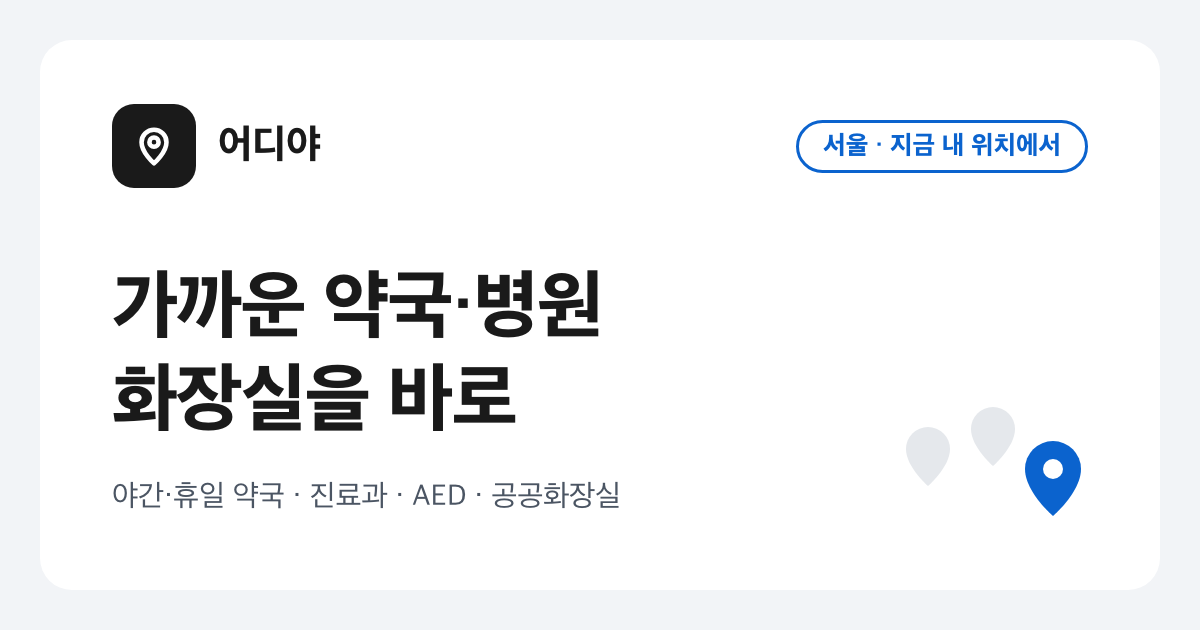 어디야
서울 · 지금 내 위치에서
가까운 약국·병원
화장실을 바로
야간·휴일 약국 · 진료과 · AED · 공공화장실